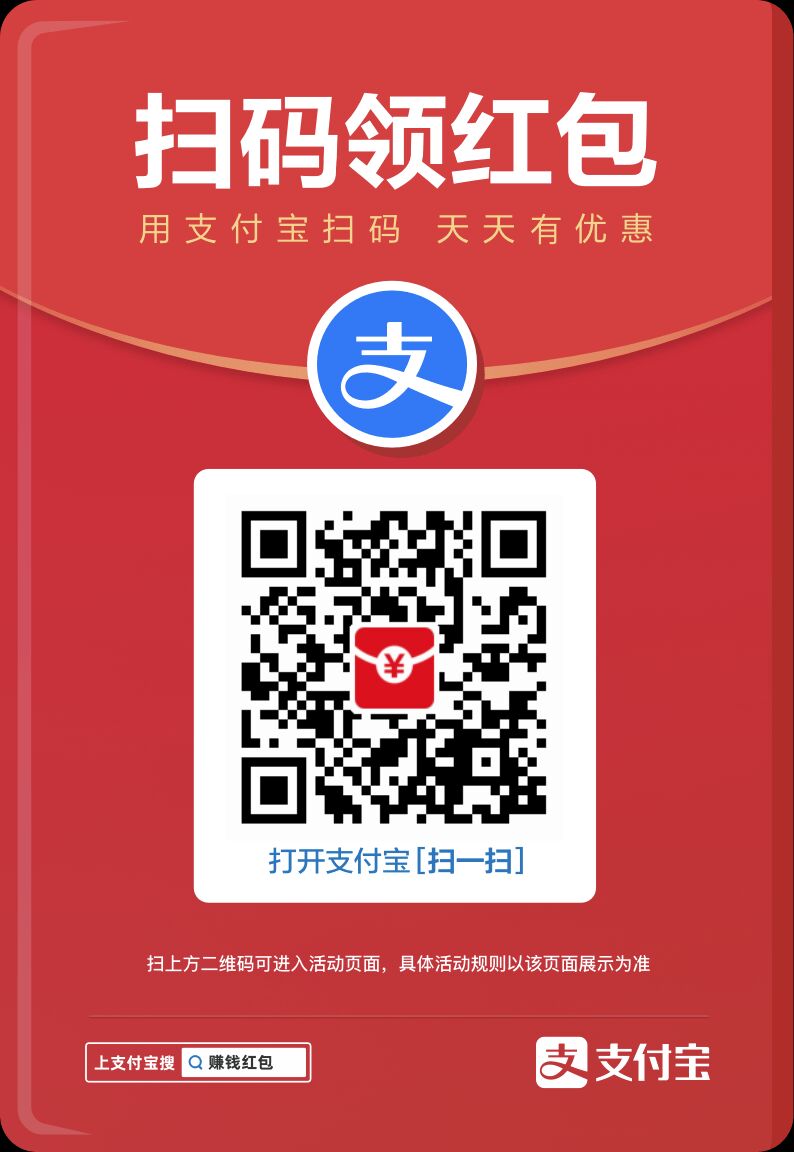 扫码领红包
用支付宝扫码 天天有优惠
支
¥
打开支付宝[扫一扫]
扫上方二维码可进入活动页面，具体活动规则以该页面展示为准
上支付宝搜 赚钱红包
支 支付宝